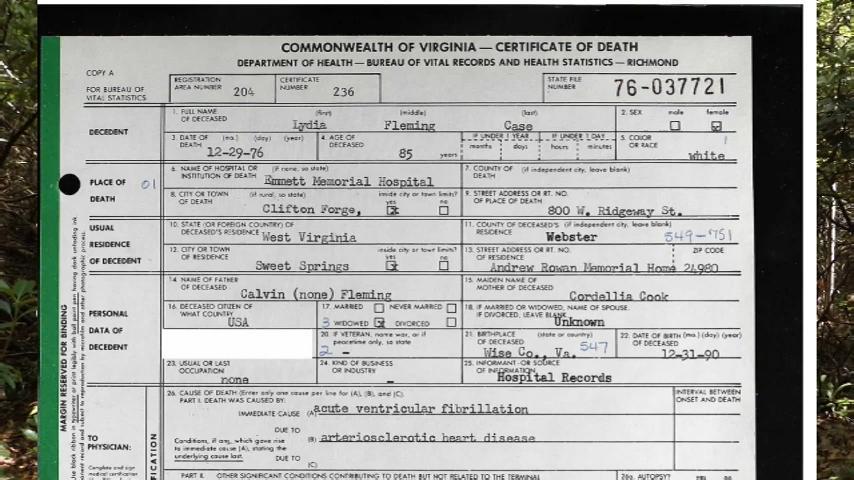 COMMONWEALTH OF VIRGINIA — CERTIFICATE OF DEATH
DEPARTMENT OF HEALTH — BUREAU OF VITAL RECORDS AND HEALTH STATISTICS — RICHMOND
COPY A
FOR BUREAU OF VITAL STATISTICS
REGISTRATION AREA NUMBER 204
CERTIFICATE NUMBER 236
STATE FILE NUMBER 76-037721
DECEDENT
1. FULL NAME OF DECEASED (first) (middle) (last)
Lydia Fleming Case
2. SEX male female
3. DATE OF DEATH (mo.) (day) (year)
12-29-76
4. AGE OF DECEASED
85 years
IF UNDER 1 YEAR months days
IF UNDER 1 DAY hours minutes
5. COLOR OR RACE
white
PLACE OF DEATH
01
6. NAME OF HOSPITAL OR INSTITUTION OF DEATH (if none, so state)
Emmett Memorial Hospital
7. COUNTY OF DEATH (if independent city, leave blank)
8. CITY OR TOWN OF DEATH (if rural, so state) inside city or town limits? yes no
Clifton Forge,
9. STREET ADDRESS OR RT. NO. OF PLACE OF DEATH
800 W. Ridgeway St.
USUAL RESIDENCE OF DECEDENT
10. STATE (OR FOREIGN COUNTRY) OF DECEASED'S RESIDENCE
West Virginia
11. COUNTY OF DECEASED'S RESIDENCE (if independent city, leave blank)
Webster 549-751
12. CITY OR TOWN OF RESIDENCE inside city or town limits? yes no
Sweet Springs
13. STREET ADDRESS OR RT. NO. OF RESIDENCE ZIP CODE
Andrew Rowan Memorial Home 24980
PERSONAL DATA OF DECEDENT
14. NAME OF FATHER OF DECEASED
Calvin (none) Fleming
15. MAIDEN NAME OF MOTHER OF DECEASED
Cordellia Cook
16. DECEASED CITIZEN OF WHAT COUNTRY
USA
17. MARRIED NEVER MARRIED
3 WIDOWED DIVORCED
18. IF MARRIED OR WIDOWED, NAME OF SPOUSE. IF DIVORCED, LEAVE BLANK
Unknown
20. IF VETERAN, name war, or if peacetime only, so state
2 -
21. BIRTHPLACE OF DECEASED (state or country)
Wise Co., Va. 547
22. DATE OF BIRTH (mo.) (day) (year) OF DECEASED
12-31-90
23. USUAL OR LAST OCCUPATION
none
24. KIND OF BUSINESS OR INDUSTRY
-
25. INFORMANT OR SOURCE OF INFORMATION
Hospital Records
MARGIN RESERVED FOR BINDING
TO PHYSICIAN:
Complete and sign medical certification
26. CAUSE OF DEATH (Enter only one cause per line for (A), (B), and (C).
PART I. DEATH WAS CAUSED BY:
INTERVAL BETWEEN ONSET AND DEATH
IMMEDIATE CAUSE (A) acute ventricular fibrillation
DUE TO
Conditions, if any, which gave rise to immediate cause (A), stating the underlying cause last.
(B) arteriosclerotic heart disease
DUE TO
(C)
PART II. OTHER SIGNIFICANT CONDITIONS CONTRIBUTING TO DEATH BUT NOT RELATED TO THE TERMINAL
26a. AUTOPSY?